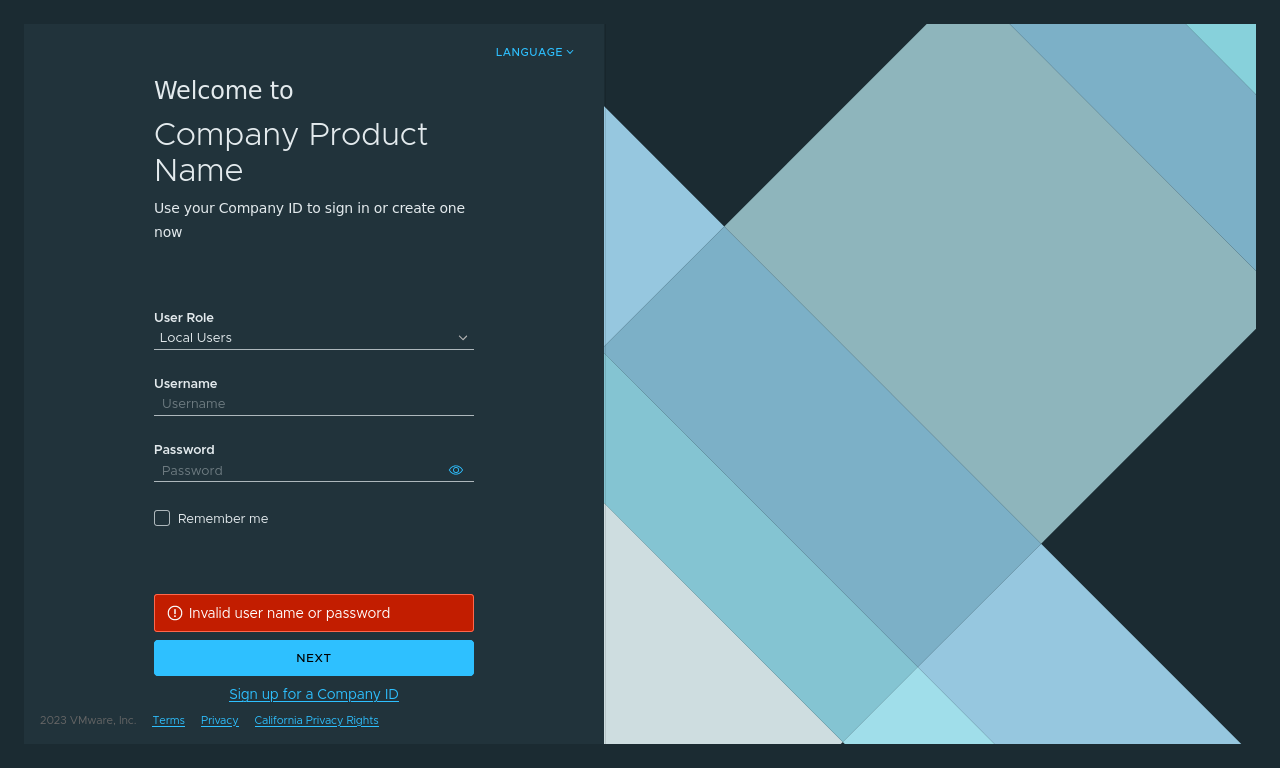 LANGUAGE
Welcome to
Company Product
Name
Use your Company ID to sign in or create one
now
User Role
Local Users
Username
Username
Password
Password
Remember me
Invalid user name or password
NEXT
Sign up for a Company ID
2023 VMware, Inc. Terms Privacy California Privacy Rights